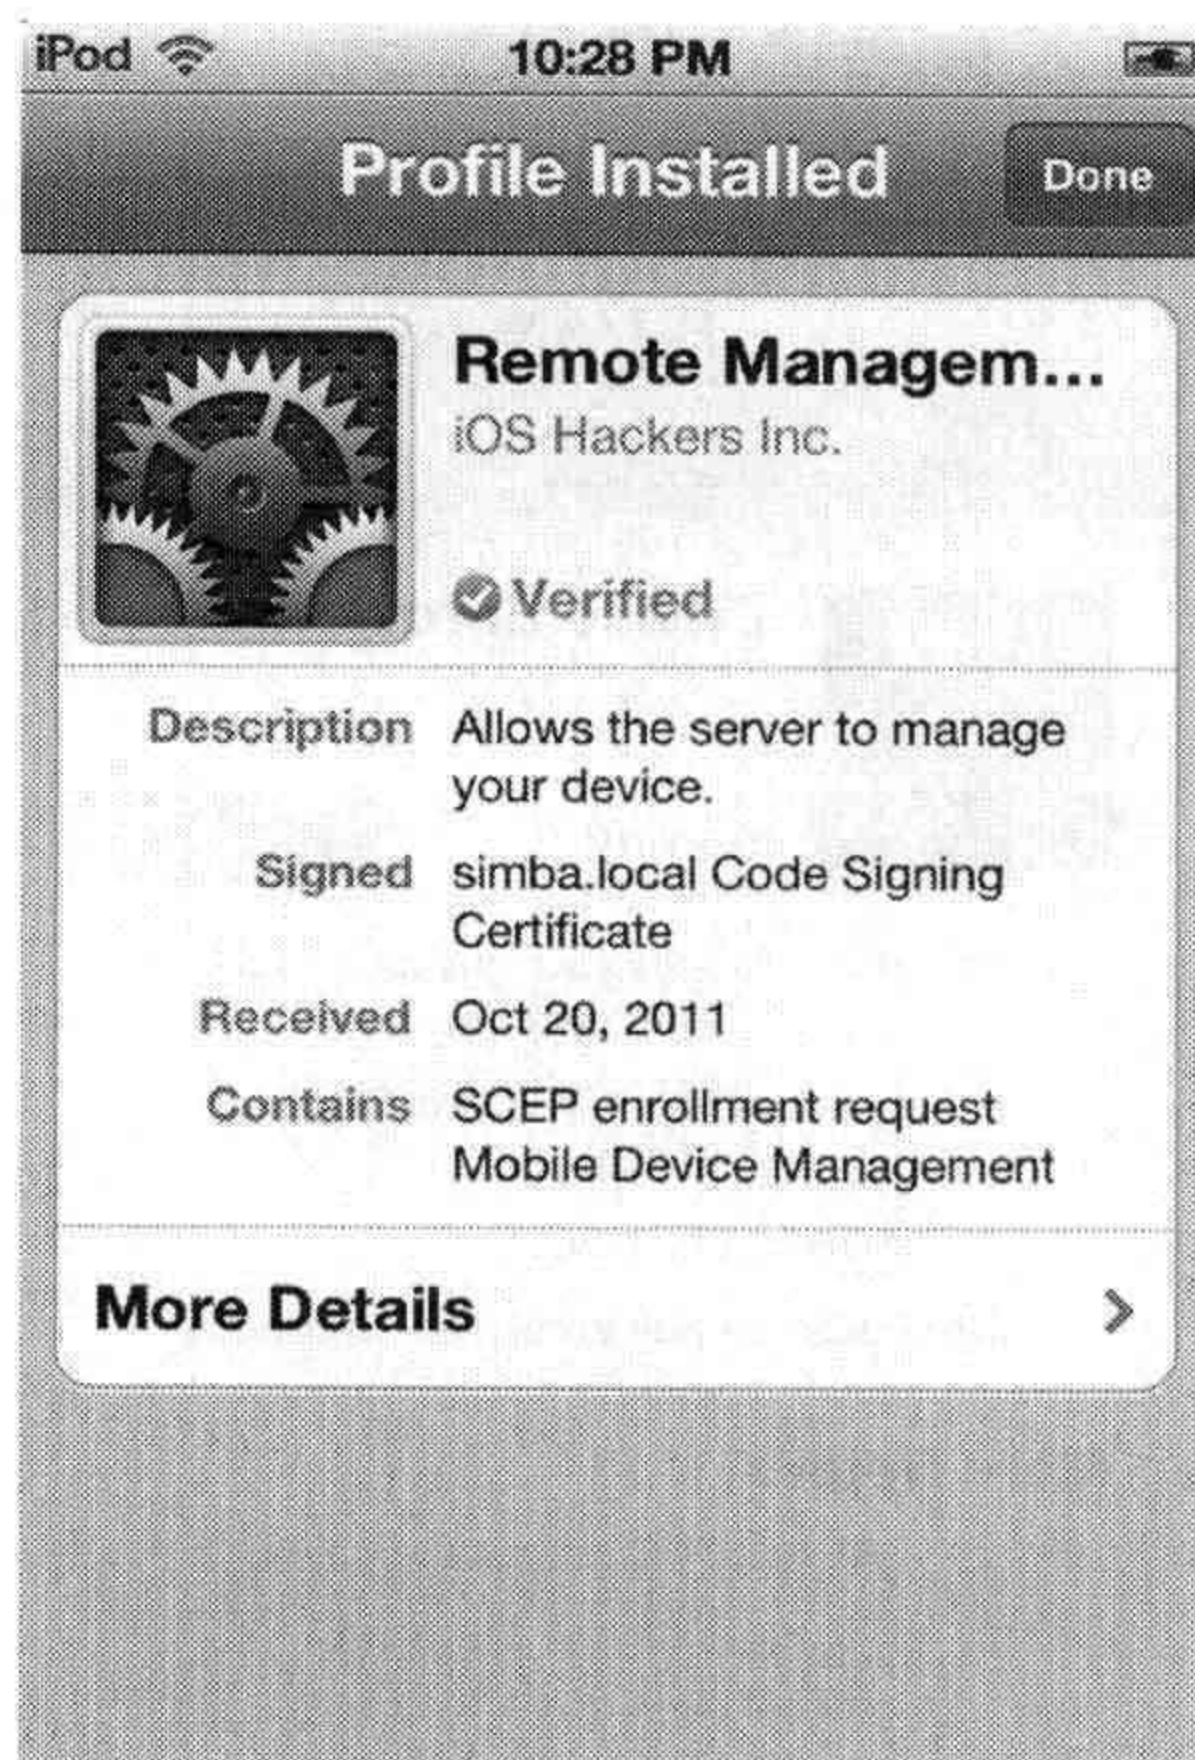 iPod 10:28 PM
Profile Installed Done
Remote Managem...
iOS Hackers Inc.
Verified
Description Allows the server to manage
your device.
Signed simba.local Code Signing
Certificate
Received Oct 20, 2011
Contains SCEP enrollment request
Mobile Device Management
More Details